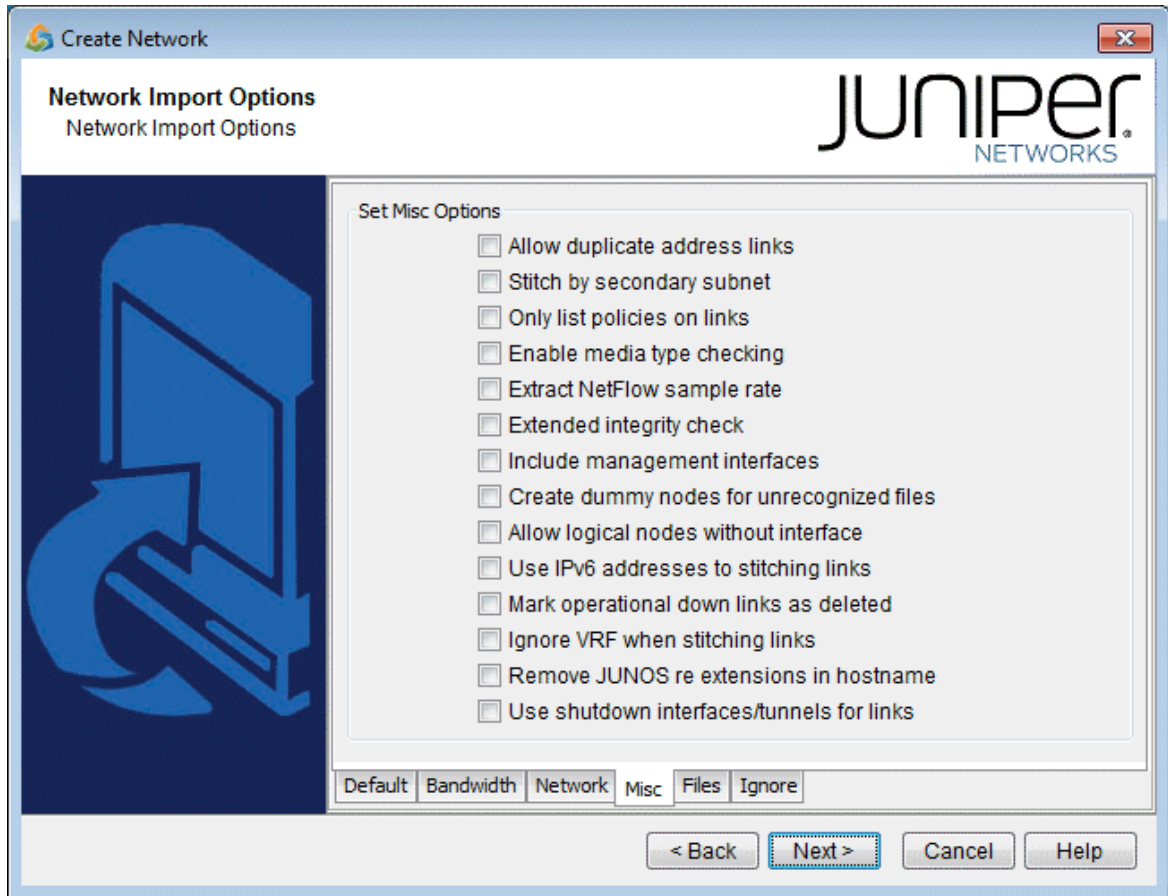 Create Network
Network Import Options
Network Import Options
JUNIPER®
NETWORKS
Set Misc Options
Allow duplicate address links
Stitch by secondary subnet
Only list policies on links
Enable media type checking
Extract NetFlow sample rate
Extended integrity check
Include management interfaces
Create dummy nodes for unrecognized files
Allow logical nodes without interface
Use IPv6 addresses to stitching links
Mark operational down links as deleted
Ignore VRF when stitching links
Remove JUNOS re extensions in hostname
Use shutdown interfaces/tunnels for links
Default Bandwidth Network Misc Files Ignore
< Back Next > Cancel Help